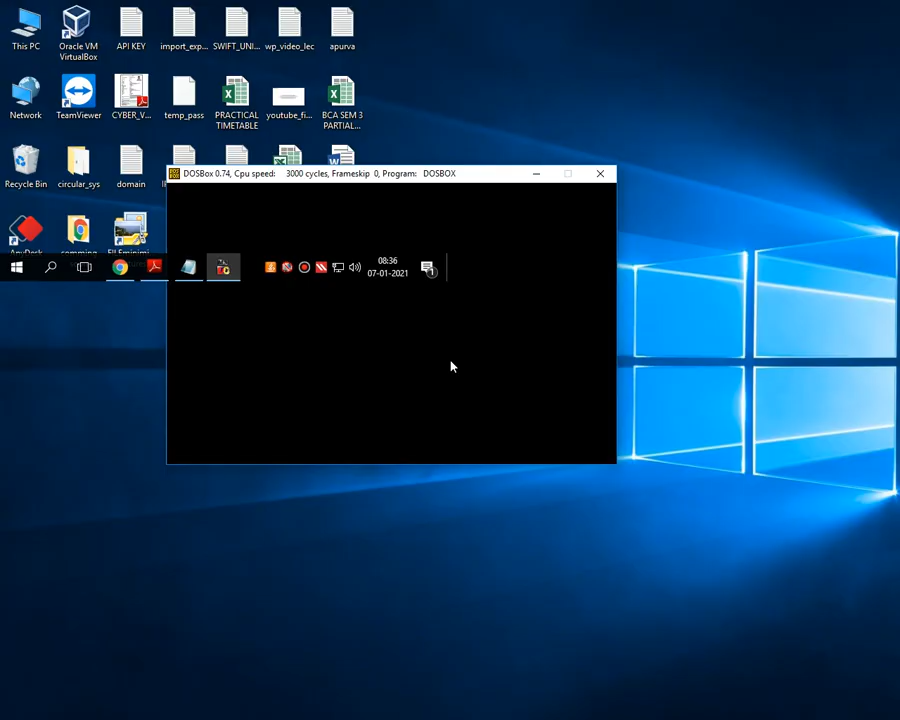 This PC
Oracle VM
VirtualBox
API KEY
import_exp...
SWIFT_UNI...
wp_video_lec
apurva
Network
TeamViewer
CYBER_V...
temp_pass
PRACTICAL
TIMETABLE
youtube_fi...
BCA SEM 3
PARTIAL...
Recycle Bin
circular_sys
domain
DOSBox 0.74, Cpu speed: 3000 cycles, Frameskip 0, Program: DOSBOX
08:36
07-01-2021
1